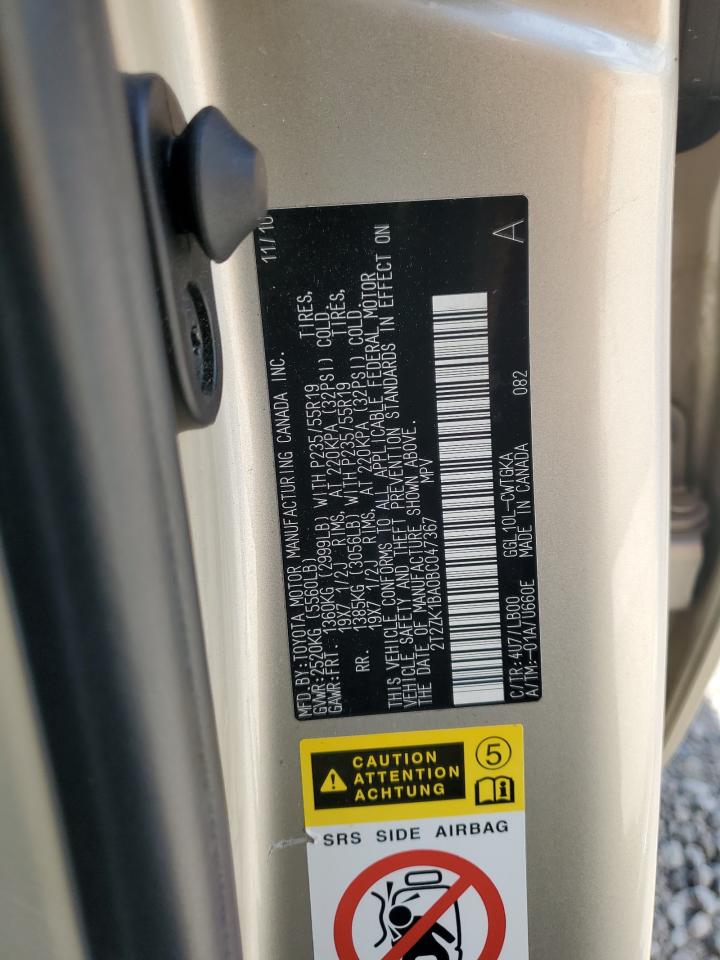 MFD.BY:TOYOTA MOTOR MANUFACTURING CANADA INC. 11/10
GVWR:2520KG (5560LB)
GAWR:FRT. 1360KG (2999LB) WITH P235/55R19 TIRES,
19X7 1/2J RIMS, AT 220KPA (32PSI) COLD.
RR. 1385KG (3056LB) WITH P235/55R19 TIRES,
19X7 1/2J RIMS, AT 220KPA (32PSI) COLD.
THIS VEHICLE CONFORMS TO ALL APPLICABLE FEDERAL MOTOR
VEHICLE SAFETY AND THEFT PREVENTION STANDARDS IN EFFECT ON
THE DATE OF MANUFACTURE SHOWN ABOVE.
2T2ZK1BA0BC047367 MPV
C/TR:4U7/LB00 GGL10L-CWTGKA 082
A/TM:-01A/U660E MADE IN CANADA
A
CAUTION
ATTENTION
ACHTUNG
5
SRS SIDE AIRBAG